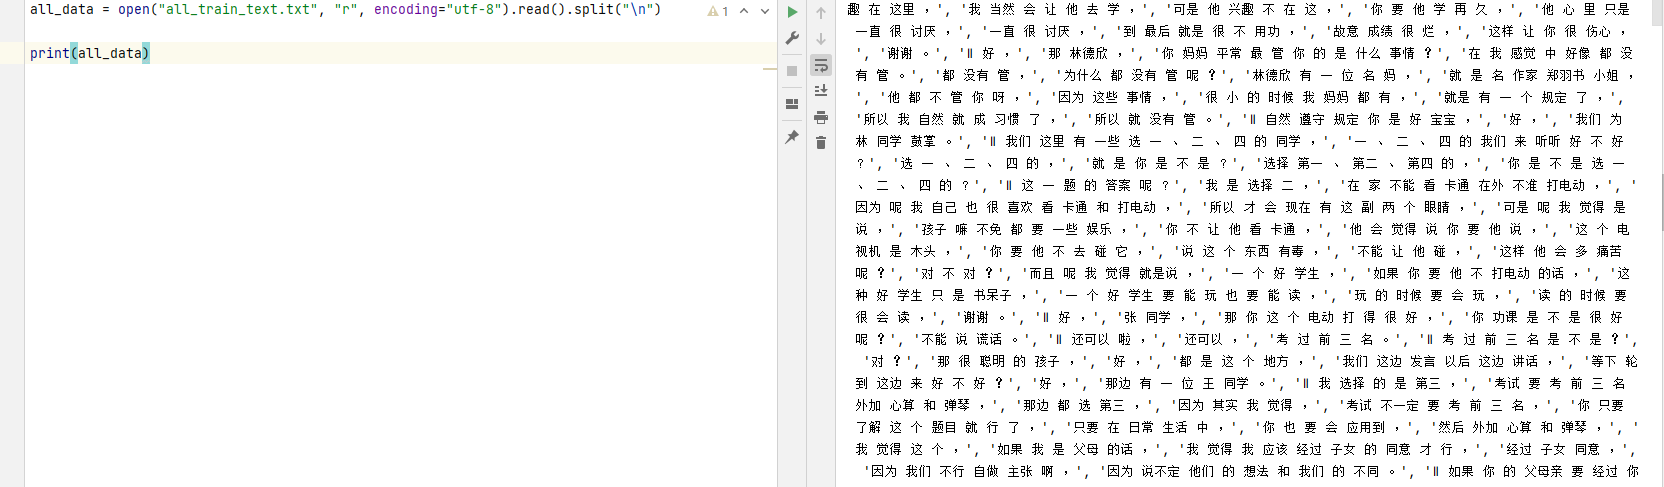 all_data = open("all_train_text.txt", "r", encoding="utf-8").read().split("\n")
1
print(all_data)
趣 在 这里 ，', '我 当然 会 让 他 去 学 ，', '可是 他 兴趣 不 在 这 ，', '你 要 他 学 再 久 ，', '他 心 里 只是
一直 很 讨厌 ，', '一直 很 讨厌 ，', '到 最后 就是 很 不 用功 ，', '故意 成绩 很 烂 ，', '这样 让 你 很 伤心 ，
', '谢谢 。', '‖ 好 ，', '那 林德欣 ，', '你 妈妈 平常 最 管 你 的 是 什么 事情 ？', '在 我 感觉 中 好像 都 没
有 管 。', '都 没有 管 ，', '为什么 都 没有 管 呢 ？', '林德欣 有 一 位 名 妈 ，', '就 是 名 作家 郑羽书 小姐 ，
', '他 都 不 管 你 呀 ，', '因为 这些 事情 ，', '很 小 的 时候 我 妈妈 都 有 ，', '就是 有 一 个 规定 了 ，',
'所以 我 自然 就 成 习惯 了 ，', '所以 就 没有 管 。', '‖ 自然 遵守 规定 你 是 好 宝宝 ，', '好 ，', '我们 为
林 同学 鼓掌 。', '‖ 我们 这里 有 一些 选 一 、 二 、 四 的 同学 ，', '一 、 二 、 四 的 我们 来 听听 好 不 好
？', '选 一 、 二 、 四 的 ，', '就 是 你 是 不 是 ？', '选择 第一 、 第二 、 第四 的 ，', '你 是 不 是 选 一
、 二 、 四 的 ？', '‖ 这 一 题 的 答案 呢 ？', '我 是 选择 二 ，', '在 家 不能 看 卡通 在外 不准 打电动 ，', '
因为 呢 我 自己 也 很 喜欢 看 卡通 和 打电动 ，', '所以 才 会 现在 有 这 副 两 个 眼睛 ，', '可是 呢 我 觉得 是
说 ，', '孩子 嘛 不免 都 要 一些 娱乐 ，', '你 不 让 他 看 卡通 ，', '他 会 觉得 说 你 要 他 说 ，', '这 个 电
视机 是 木头 ，', '你 要 他 不 去 碰 它 ，', '说 这 个 东西 有毒 ，', '不能 让 他 碰 ，', '这样 他 会 多 痛苦
呢 ？', '对 不 对 ？', '而且 呢 我 觉得 就是说 ，', '一 个 好 学生 ，', '如果 你 要 他 不 打电动 的话 ，', '这
种 好 学生 只 是 书呆子 ，', '一 个 好 学生 要 能 玩 也 要 能 读 ，', '玩 的 时候 要 会 玩 ，', '读 的 时候 要
很 会 读 ，', '谢谢 。', '‖ 好 ，', '张 同学 ，', '那 你 这 个 电动 打 得 很 好 ，', '你 功课 是 不 是 很 好
呢 ？', '不能 说 谎话 。', '‖ 还可以 啦 ，', '还可以 ，', '考 过 前 三 名 。', '‖ 考 过 前 三 名 是 不 是 ？',
'对 ？', '那 很 聪明 的 孩子 ，', '好 ，', '都 是 这 个 地方 ，', '我们 这边 发言 以后 这边 讲话 ，', '等下 轮
到 这边 来 好 不 好 ？', '好 ，', '那边 有 一 位 王 同学 。', '‖ 我 选择 的 是 第三 ，', '考试 要 考 前 三 名
外加 心算 和 弹琴 ，', '那边 都 选 第三 ，', '因为 其实 我 觉得 ，', '考试 不一定 要 考 前 三 名 ，', '你 只要
了解 这 个 题目 就 行 了 ，', '只要 在 日常 生活 中 ，', '你 也 要 会 应用到 ，', '然后 外加 心算 和 弹琴 ，', '
我 觉得 这 个 ，', '如果 我 是 父母 的话 ，', '我 觉得 我 应该 经过 子女 的 同意 才 行 ，', '经过 子女 同意 ，',
'因为 我们 不行 自做 主张 啊 ，', '因为 说不定 他们 的 想法 和 我们 的 不同 。', '‖ 如果 你 的 父母亲 要 经过 你